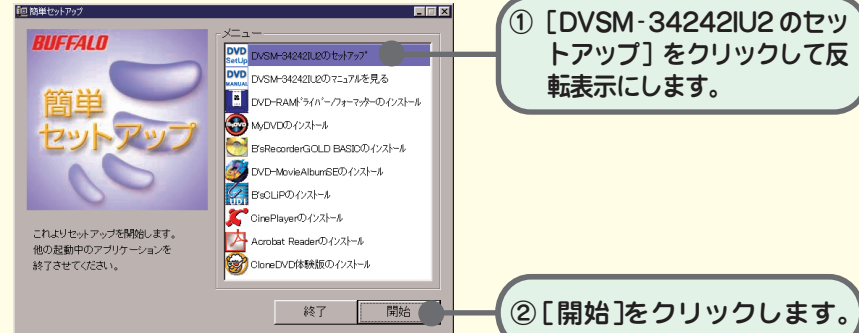 簡単セットアップ
BUFFALO
簡単
セットアップ
これよりセットアップを開始します。
他の起動中のアプリケーションを
終了させてください。
メニュー
DVD SetUp DVSM-34242IU2のセットアップ
DVD MANUAL DVSM-34242IU2のマニュアルを見る
DVD-RAMドライバー/フォーマッターのインストール
MyDVD MyDVDのインストール
B'sRecorderGOLD BASICのインストール
DVD-MovieAlbumSEのインストール
UDF B'sCLiPのインストール
CinePlayerのインストール
Acrobat Readerのインストール
CloneDVD体験版のインストール
終了
開始
① [DVSM-34242IU2 のセッ
トアップ] をクリックして反
転表示にします。
② [開始]をクリックします。